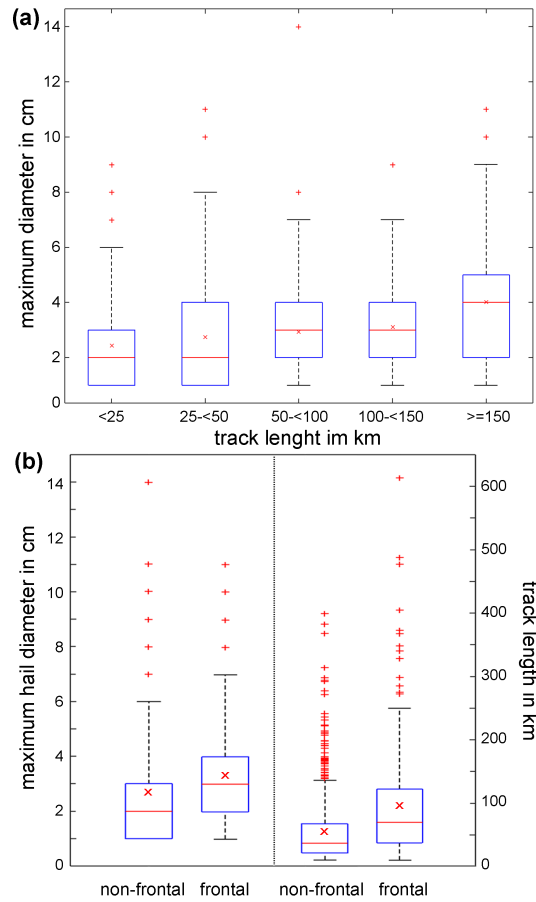 (a)
maximum diameter in cm
14
12
10
8
6
4
2
0
<25 25-<50 50-<100 100-<150 >=150
track lenght im km
(b)
maximum hail diameter in cm
14
12
10
8
6
4
2
0
600
500
400
300
200
100
0
track length in km
non-frontal frontal non-frontal frontal